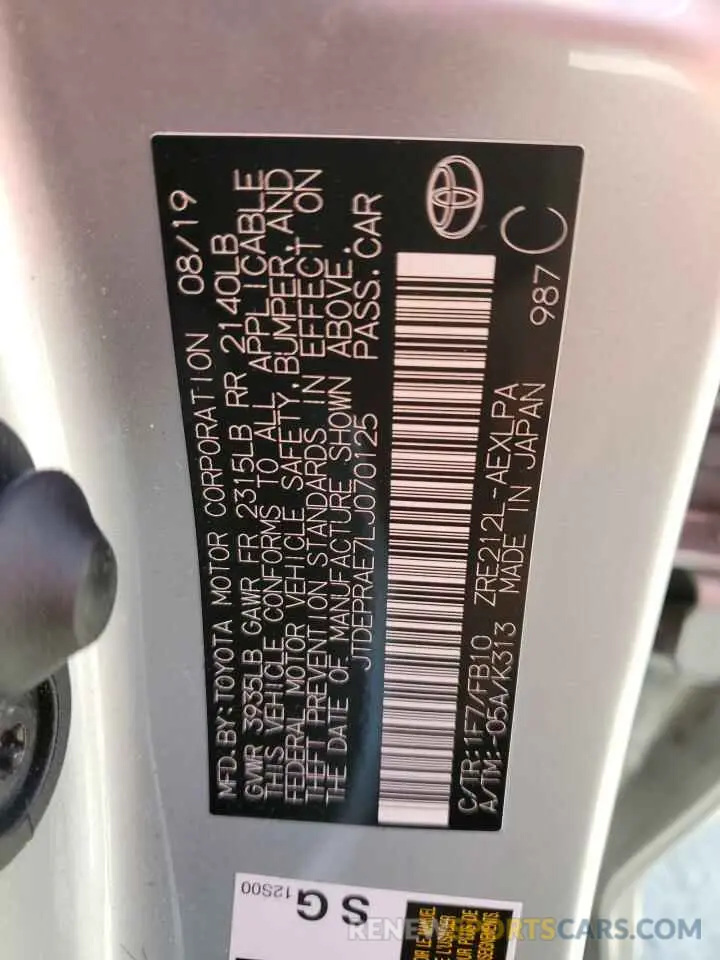 MFD.BY:TOYOTA MOTOR CORPORATION 08/19
GVWR 3935LB GAWR FR 2315LB RR 2140LB
THIS VEHICLE CONFORMS TO ALL APPLICABLE
FEDERAL MOTOR VEHICLE SAFETY,BUMPER,AND
THEFT PREVENTION STANDARDS IN EFFECT ON
THE DATE OF MANUFACTURE SHOWN ABOVE.
JTDEPRAE7LJ070125 PASS.CAR
C/TR:1F7/FB10 ZRE212L-AEXLPA 987 C
A/TM:-05A/K313 MADE IN JAPAN
SG
12S00
RENEWSPORTSCARS.COM